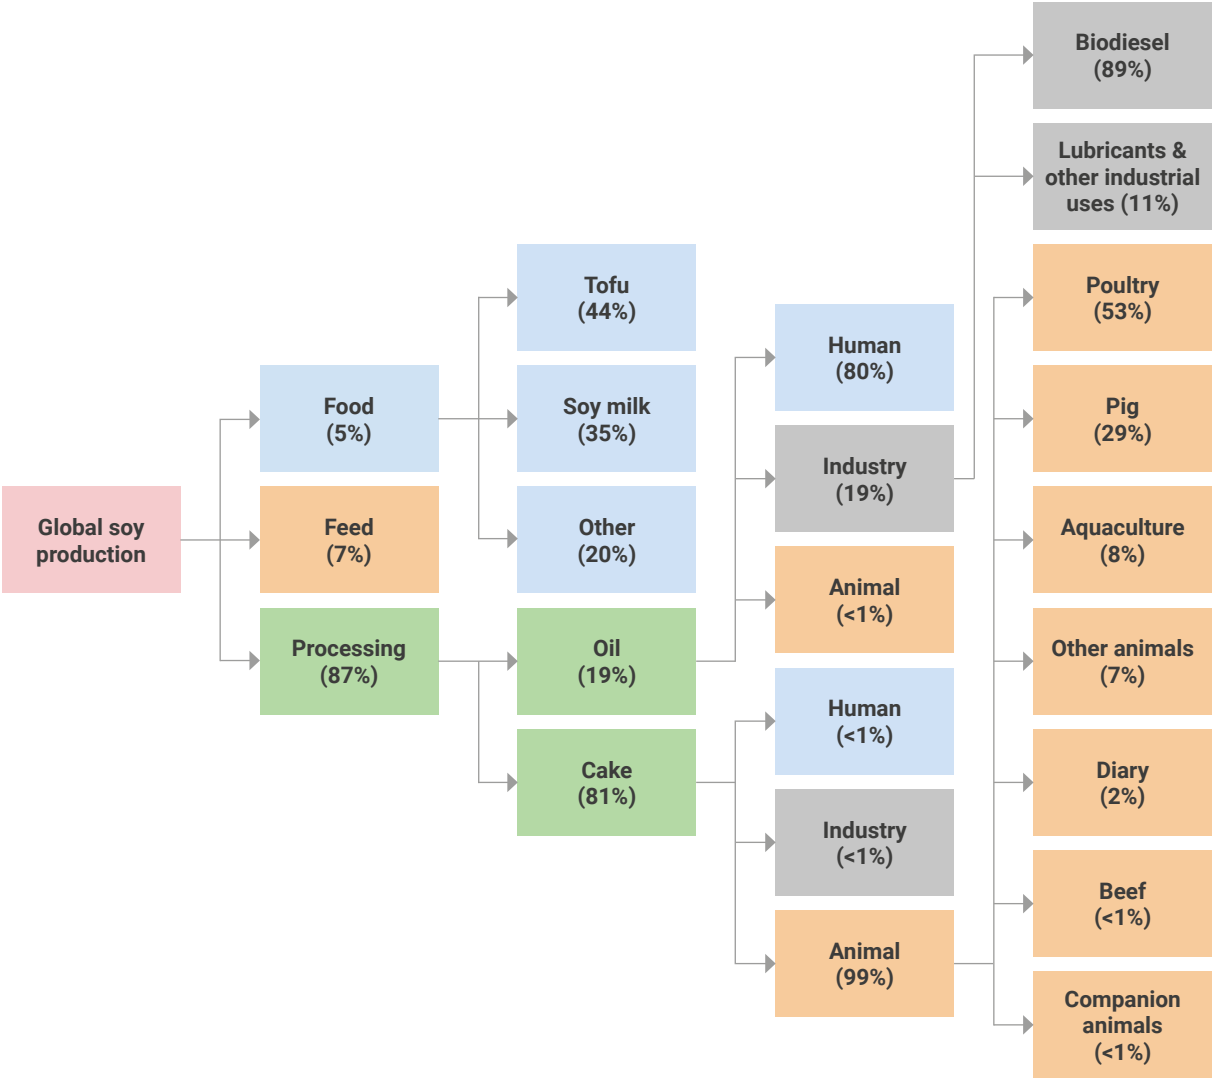 Global soy
production
Food
(5%)
Feed
(7%)
Processing
(87%)
Tofu
(44%)
Soy milk
(35%)
Other
(20%)
Oil
(19%)
Cake
(81%)
Human
(80%)
Industry
(19%)
Animal
(<1%)
Human
(<1%)
Industry
(<1%)
Animal
(99%)
Biodiesel
(89%)
Lubricants &
other industrial
uses (11%)
Poultry
(53%)
Pig
(29%)
Aquaculture
(8%)
Other animals
(7%)
Diary
(2%)
Beef
(<1%)
Companion
animals
(<1%)